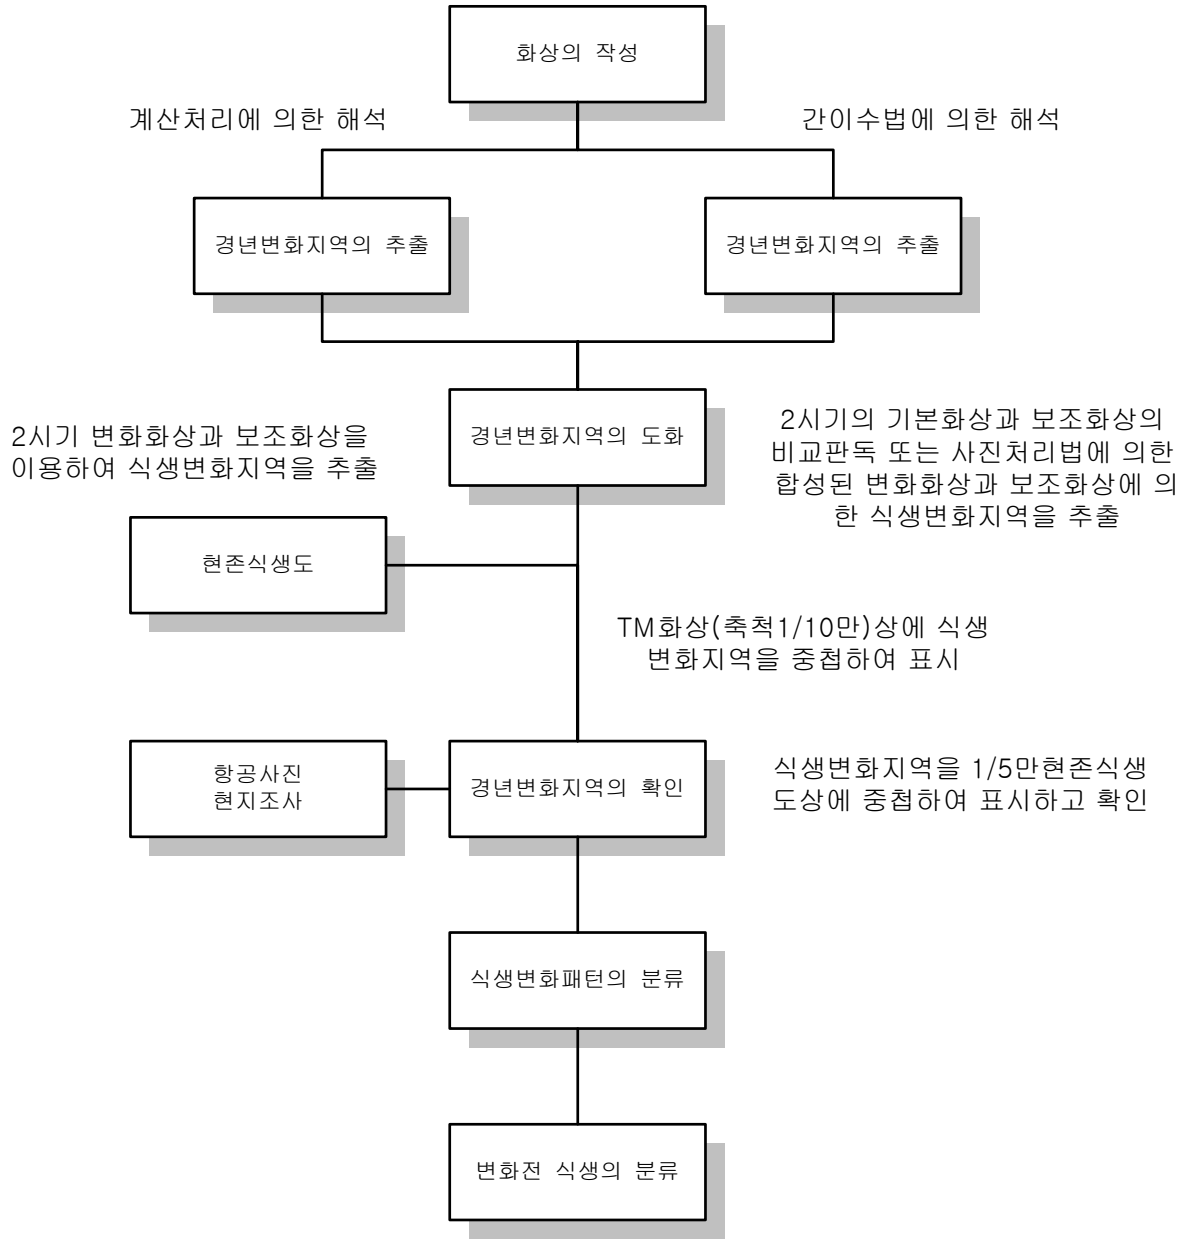 화상의 작성
계산처리에 의한 해석
간이수법에 의한 해석
경년변화지역의 추출
경년변화지역의 추출
2시기 변화화상과 보조화상을
이용하여 식생변화지역을 추출
경년변화지역의 도화
2시기의 기본화상과 보조화상의
비교판독 또는 사진처리법에 의한
합성된 변화화상과 보조화상에 의
한 식생변화지역을 추출
현존식생도
TM화상(축척1/10만)상에 식생
변화지역을 중첩하여 표시
항공사진
현지조사
경년변화지역의 확인
식생변화지역을 1/5만현존식생
도상에 중첩하여 표시하고 확인
식생변화패턴의 분류
변화전 식생의 분류